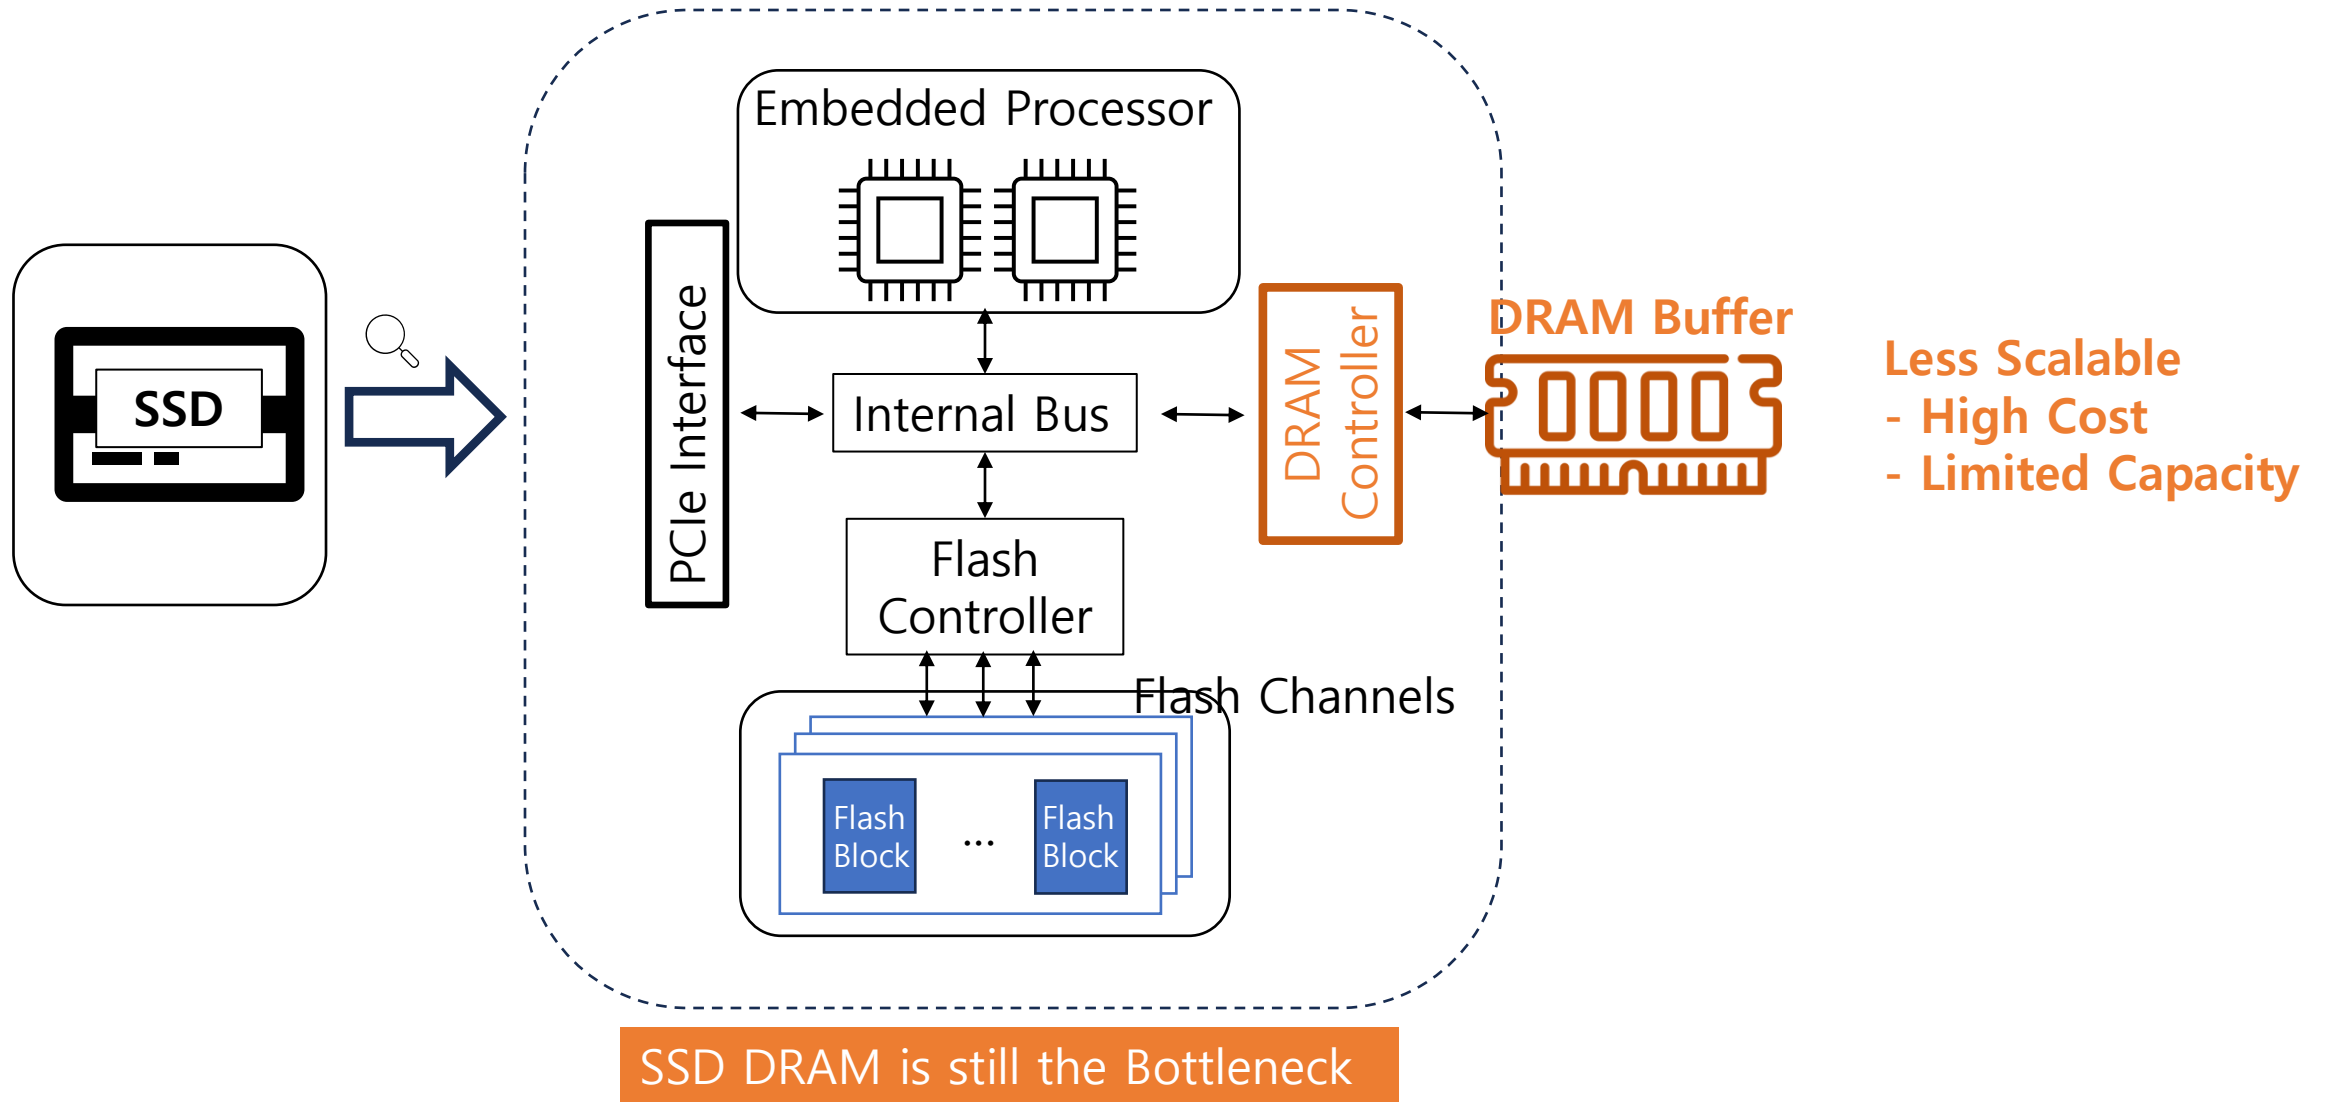 SSD
Embedded Processor
PCIe Interface
Internal Bus
DRAM
Controller
DRAM Buffer
Less Scalable
- High Cost
- Limited Capacity
Flash
Controller
Flash Channels
Flash
Block
...
Flash
Block
SSD DRAM is still the Bottleneck